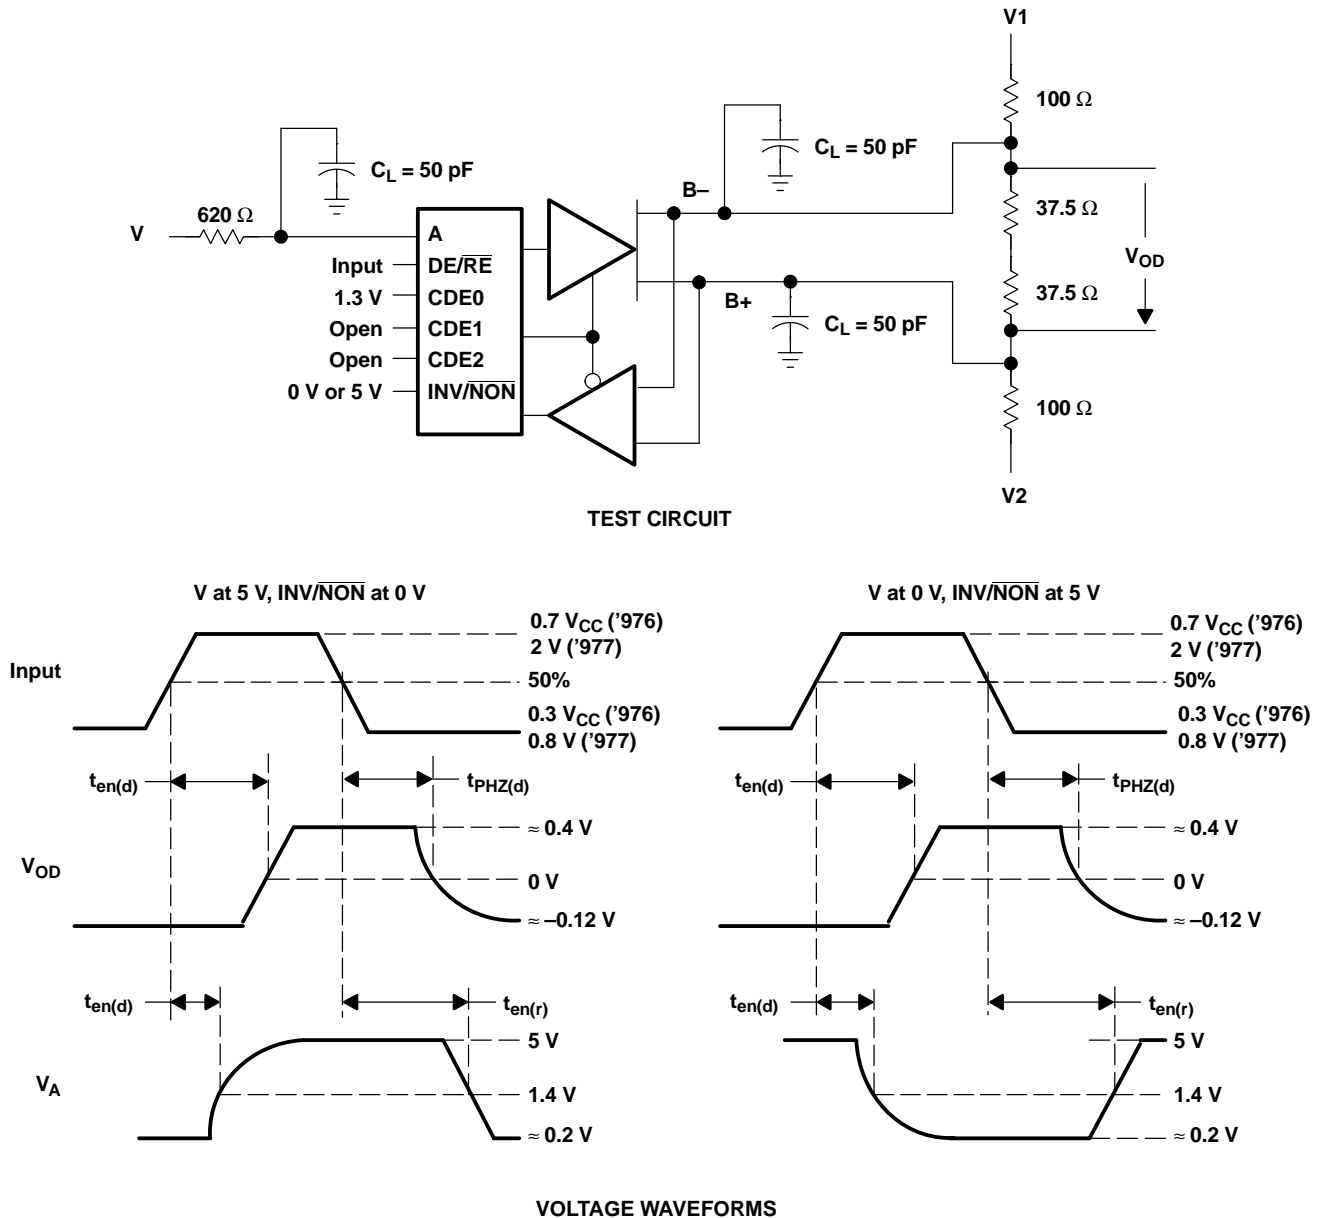 V1
100 Ω
CL = 50 pF
CL = 50 pF
B–
620 Ω
37.5 Ω
V
A
VOD
Input
DE/RE
1.3 V
CDE0
37.5 Ω
B+
CL = 50 pF
Open
CDE1
Open
CDE2
0 V or 5 V
INV/NON
100 Ω
V2
TEST CIRCUIT
V at 5 V, INV/NON at 0 V
Input
0.7 VCC ('976)
2 V ('977)
50%
0.3 VCC ('976)
0.8 V ('977)
ten(d)
tPHZ(d)
VOD
≈ 0.4 V
0 V
≈ –0.12 V
ten(d)
ten(r)
VA
5 V
1.4 V
≈ 0.2 V
V at 0 V, INV/NON at 5 V
0.7 VCC ('976)
2 V ('977)
50%
0.3 VCC ('976)
0.8 V ('977)
ten(d)
tPHZ(d)
≈ 0.4 V
0 V
≈ –0.12 V
ten(d)
ten(r)
5 V
1.4 V
≈ 0.2 V
VOLTAGE WAVEFORMS